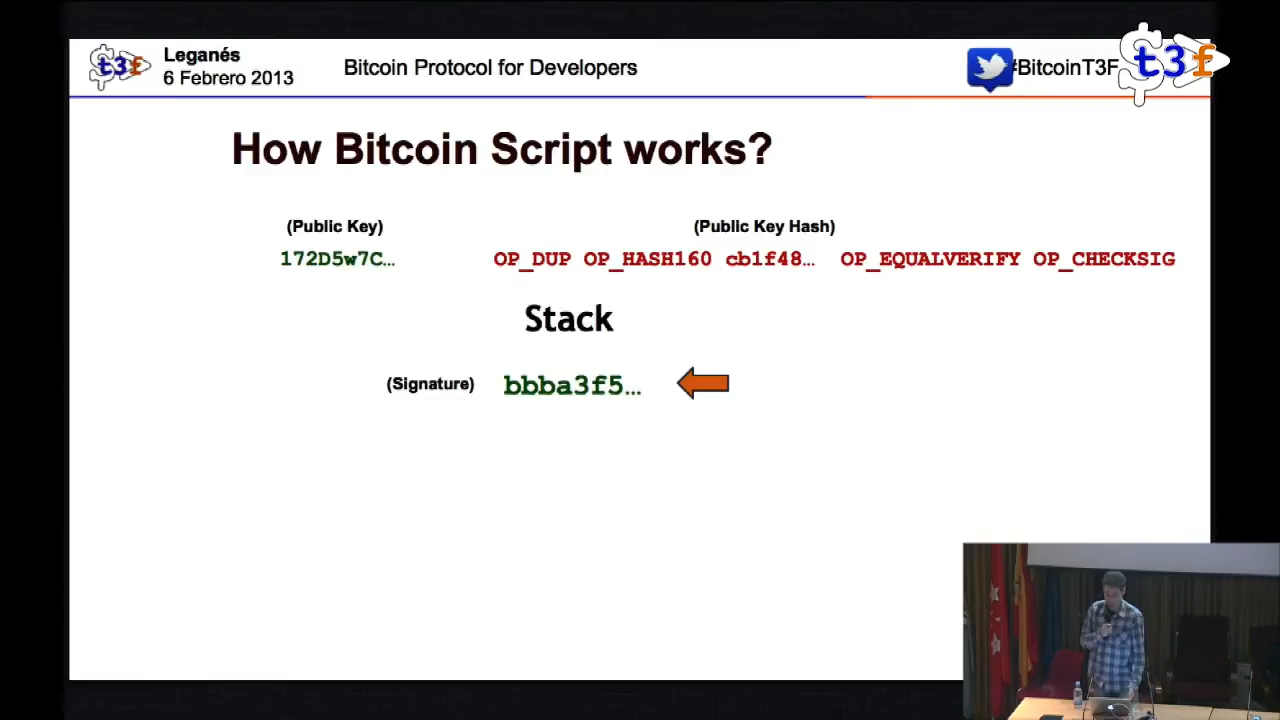 t3f
Leganés
6 Febrero 2013
Bitcoin Protocol for Developers
#BitcoinT3F
t3f
How Bitcoin Script works?
(Public Key)
(Public Key Hash)
172D5w7C…
OP_DUP OP_HASH160 cb1f48… OP_EQUALVERIFY OP_CHECKSIG
Stack
(Signature) bbba3f5…